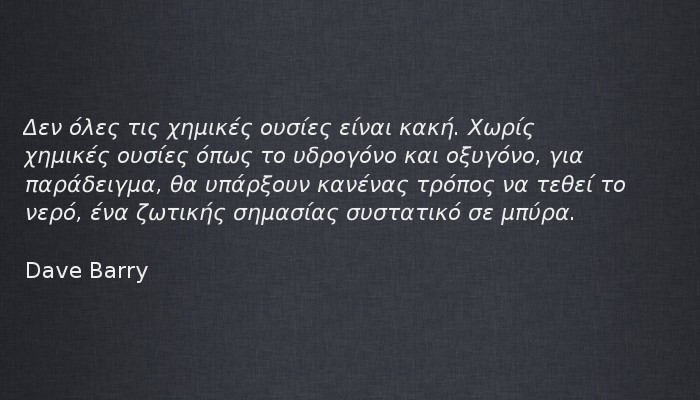 Δεν όλες τις χημικές ουσίες είναι κακή. Χωρίς
χημικές ουσίες όπως το υδρογόνο και οξυγόνο, για
παράδειγμα, θα υπάρξουν κανένας τρόπος να τεθεί το
νερό, ένα ζωτικής σημασίας συστατικό σε μπύρα.
Dave Barry